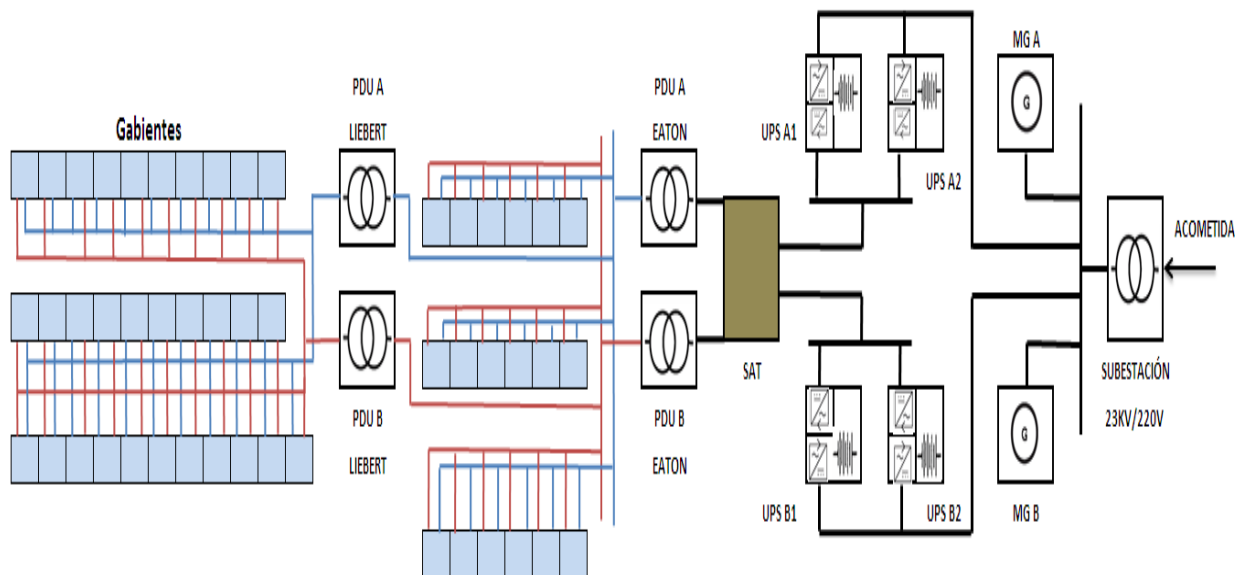 MG A
PDU A
PDU A
Gabientes
LIEBERT
EATON
UPS A1
G
UPS A2
ACOMETIDA
SAT
SUBESTACIÓN
23KV/220V
PDU B
PDU B
G
LIEBERT
EATON
UPS B1
UPS B2
MG B